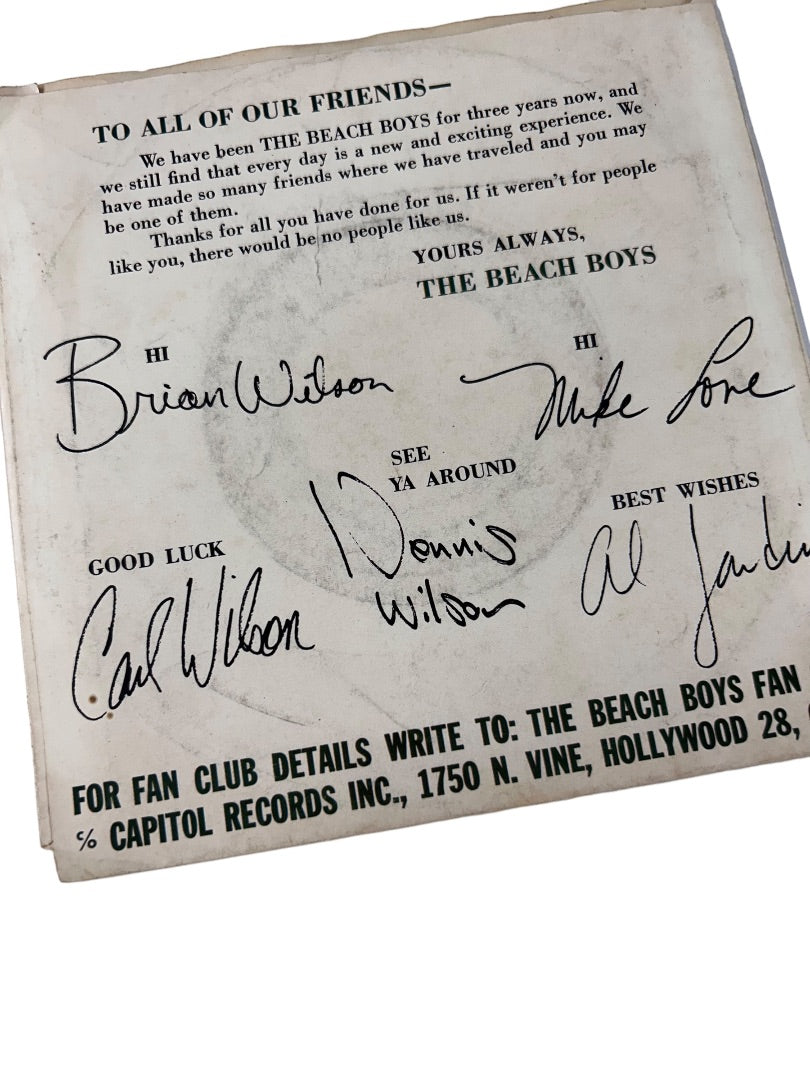 TO ALL OF OUR FRIENDS—
We have been THE BEACH BOYS for three years now, and
we still find that every day is a new and exciting experience. We
have made so many friends where we have traveled and you may
be one of them.
Thanks for all you have done for us. If it weren't for people
like you, there would be no people like us.
YOURS ALWAYS,
THE BEACH BOYS
HI
Brian Wilson
HI
Mike Love
SEE
YA AROUND
Dennis
Wilson
GOOD LUCK
Carl Wilson
BEST WISHES
Al Jardin
FOR FAN CLUB DETAILS WRITE TO: THE BEACH BOYS FAN
℅ CAPITOL RECORDS INC., 1750 N. VINE, HOLLYWOOD 28,